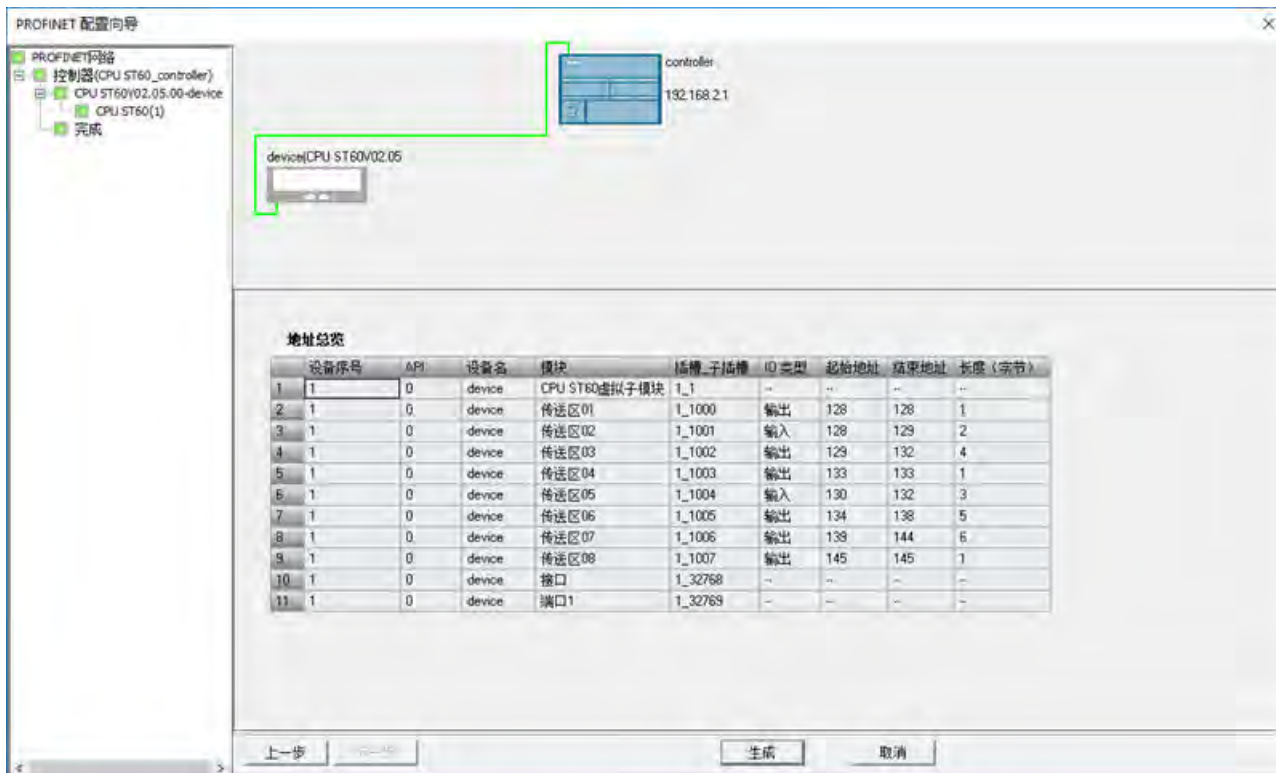 PROFINET 配置向导
PROFINET网络
控制器(CPU ST60_controller)
CPU ST60V02.05.00-device
CPU ST60(1)
完成
controller
192.168.2.1
device(CPU ST60V02.05
地址总览
设备序号 API 设备名 模块 插槽_子插槽 IO 类型 起始地址 结束地址 长度（字节）
1 1 0 device CPU ST60虚拟子模块 1_1 -- -- -- --
2 1 0 device 传送区01 1_1000 输出 128 128 1
3 1 0 device 传送区02 1_1001 输入 128 129 2
4 1 0 device 传送区03 1_1002 输出 129 132 4
5 1 0 device 传送区04 1_1003 输出 133 133 1
6 1 0 device 传送区05 1_1004 输入 130 132 3
7 1 0 device 传送区06 1_1005 输出 134 138 5
8 1 0 device 传送区07 1_1006 输出 139 144 6
9 1 0 device 传送区08 1_1007 输出 145 145 1
10 1 0 device 接口 1_32768 -- -- -- --
11 1 0 device 端口1 1_32769 -- -- -- --
上一步 生成 取消